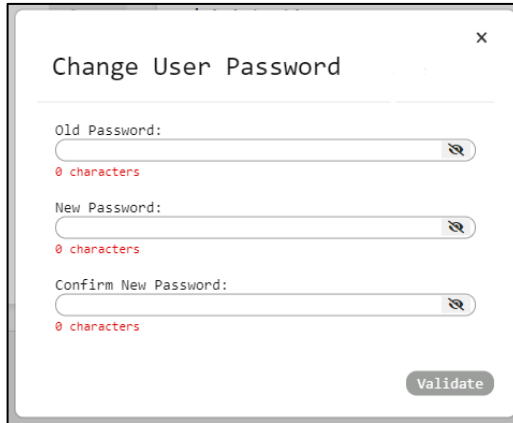 ×
Change User Password
Old Password:
0 characters
New Password:
0 characters
Confirm New Password:
0 characters
Validate